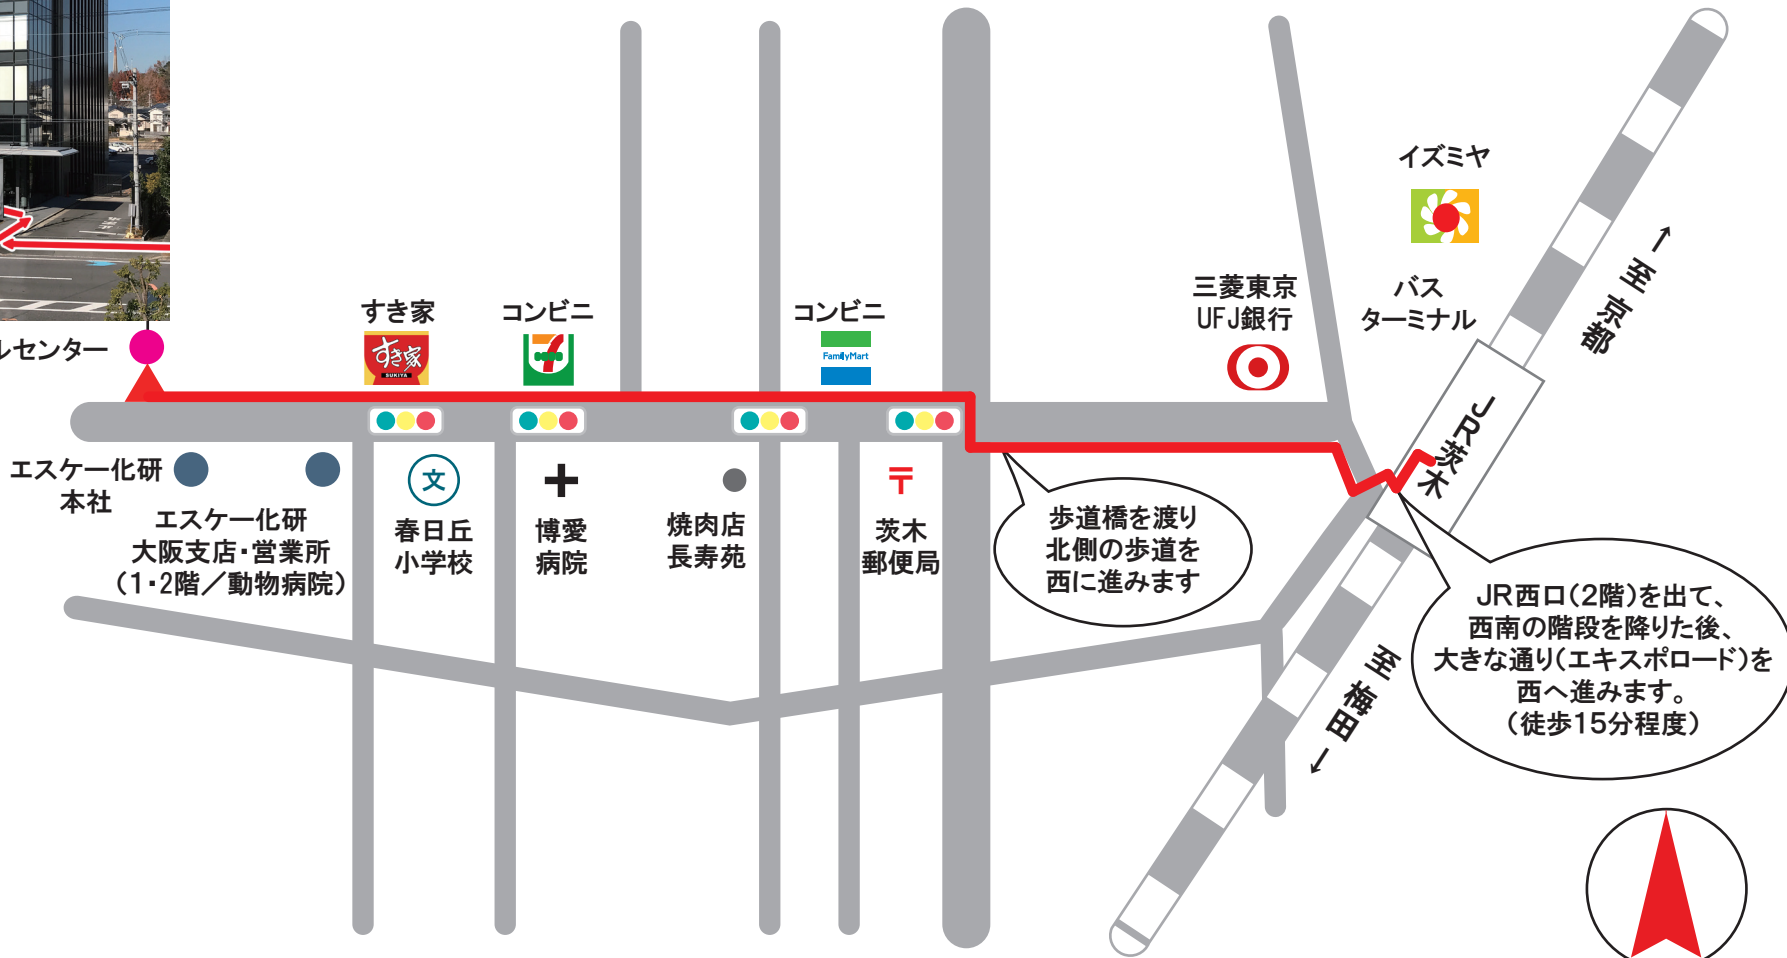 イズミヤ
三菱東京
UFJ銀行
バス
ターミナル
↑至京都
すき家
すき家
SUKIYA
コンビニ
コンビニ
FamilyMart
ルセンター
JR茨木
エスケー化研
本社
エスケー化研
大阪支店・営業所
（1・2階／動物病院）
文
春日丘
小学校
博愛
病院
焼肉店
長寿苑
〒
茨木
郵便局
歩道橋を渡り
北側の歩道を
西に進みます
JR西口（2階）を出て、
西南の階段を降りた後、
大きな通り（エキスポロード）を
西へ進みます。
（徒歩15分程度）
至梅田↓